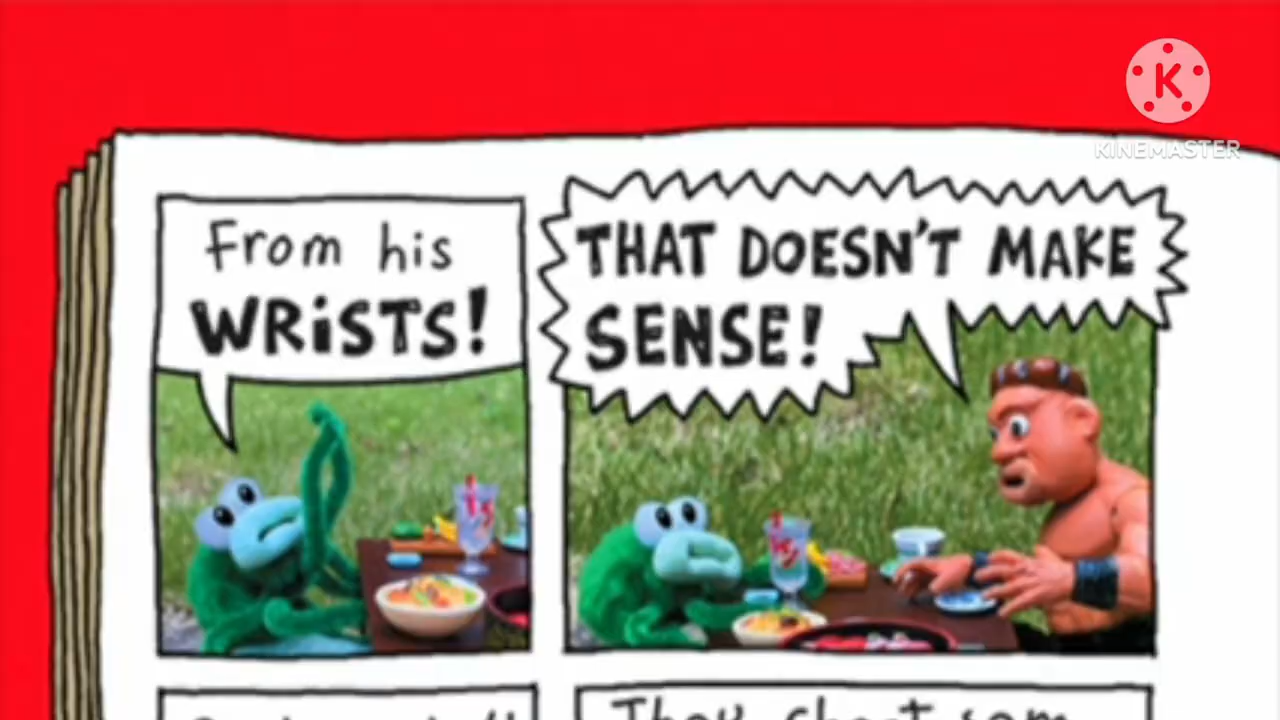 From his
WRiSTS!
THAT DOESN'T MAKE
SENSE!
K
KINEMASTER